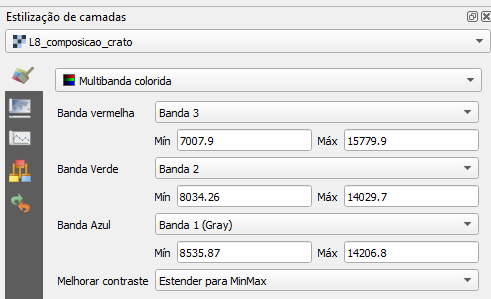 Estilização de camadas
L8_composicao_crato
Multibanda colorida
Banda vermelha Banda 3
Mín 7007.9 Máx 15779.9
Banda Verde Banda 2
Mín 8034.26 Máx 14029.7
Banda Azul Banda 1 (Gray)
Mín 8535.87 Máx 14206.8
Melhorar contraste Estender para MinMax